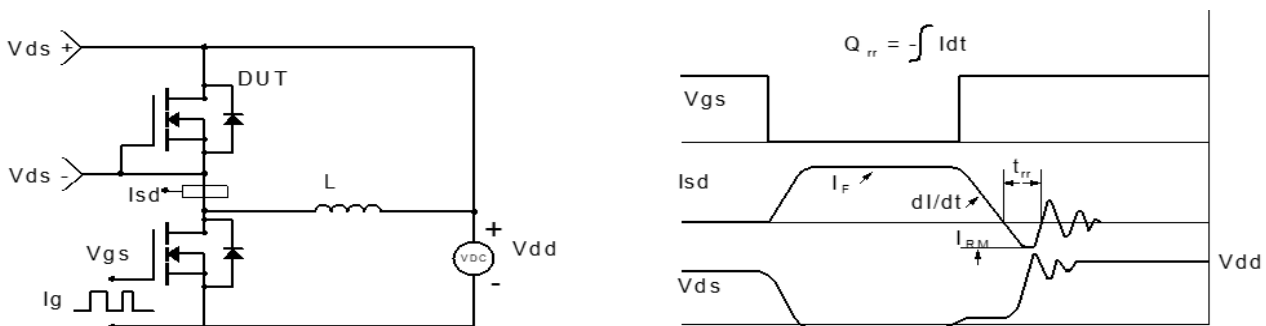 Vds +
DUT
Vds -
Isd
L
Vgs
Ig
VDC
+
-
Vdd
Q rr = -∫ Idt
Vgs
Isd
I F
dI/dt
t rr
I RM
Vds
Vdd